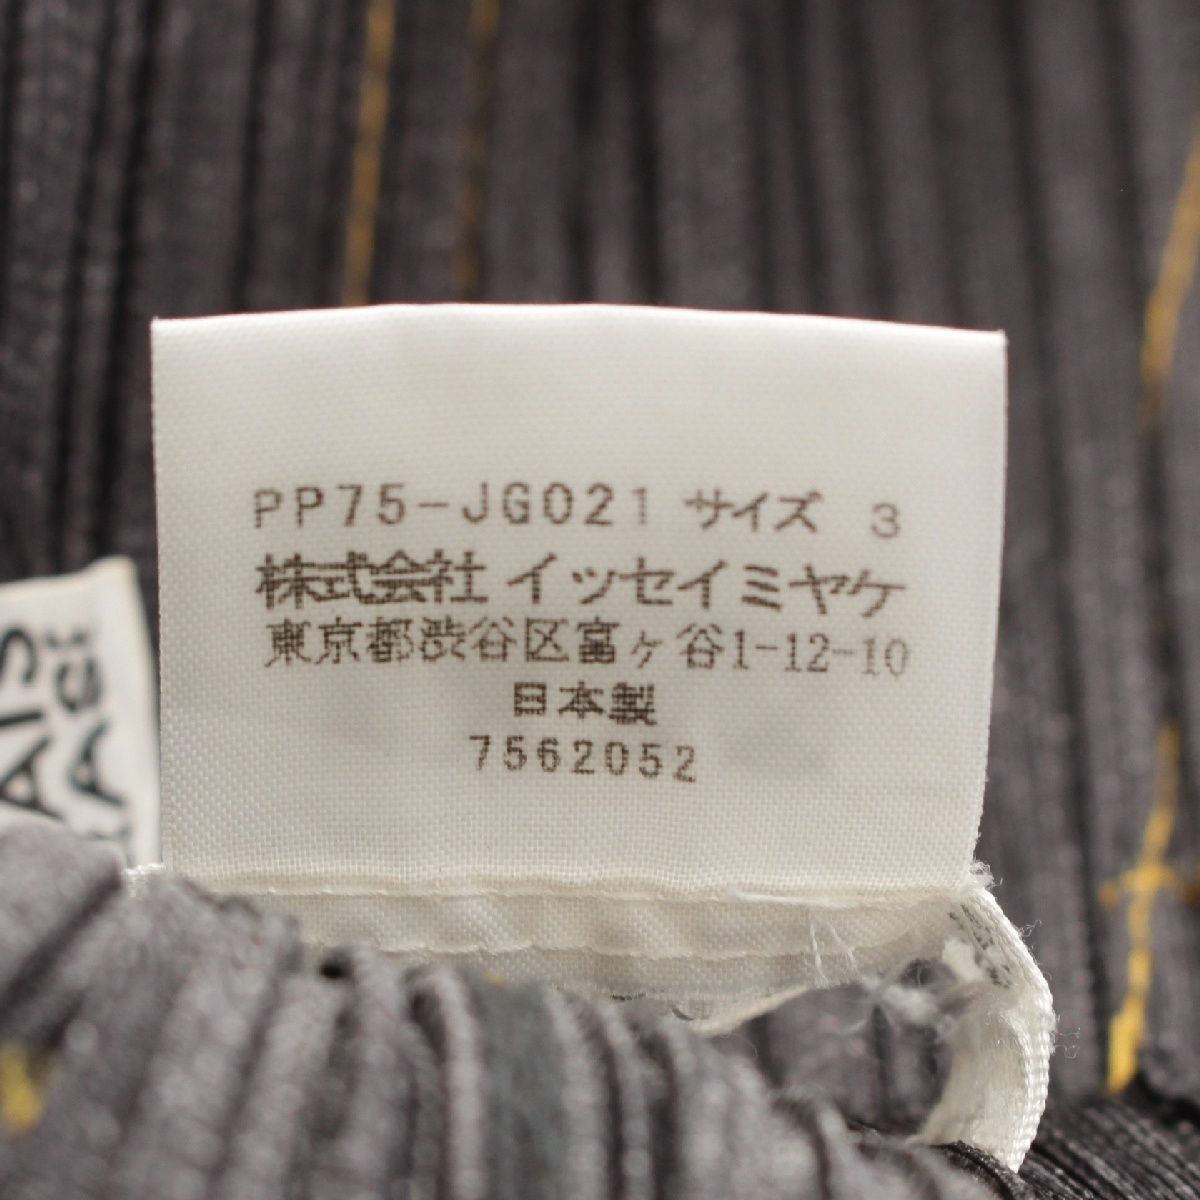 PP75-JG021 サイズ 3
株式会社 イッセイミヤケ
東京都渋谷区富ヶ谷1-12-10
日本製
7562052